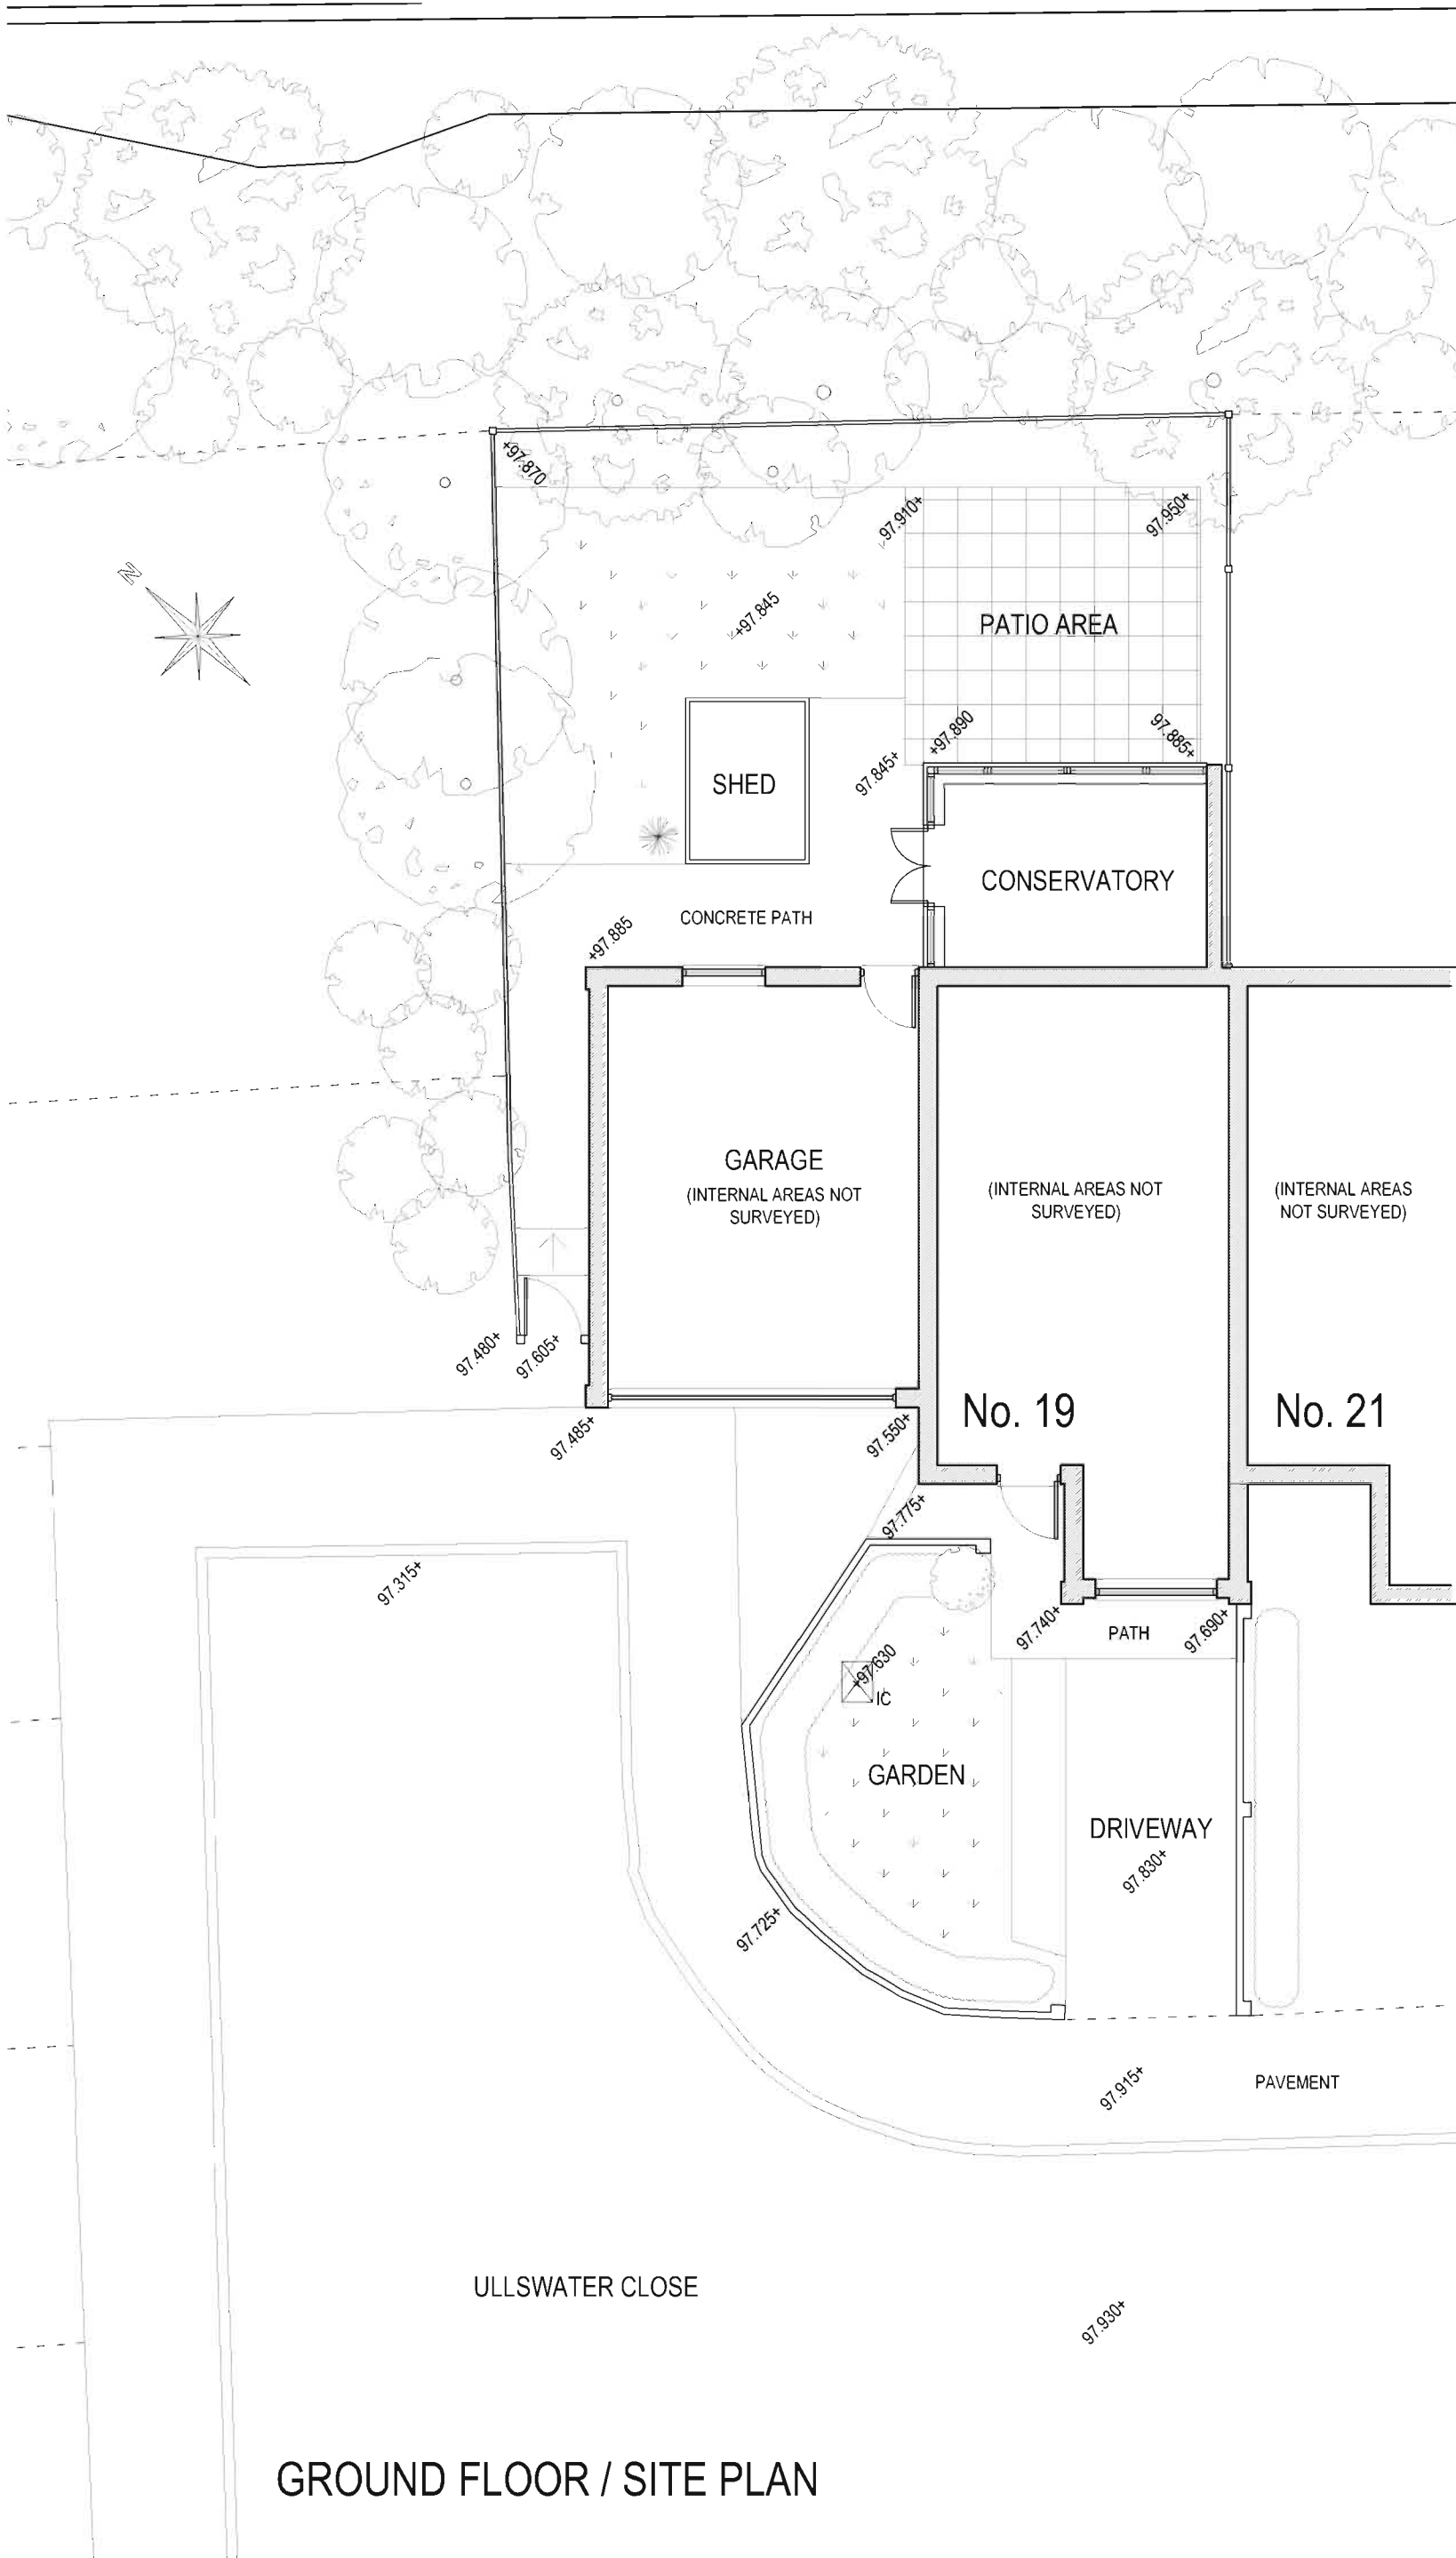 +97.870
97.910+
97.950+
N
+97.845
PATIO AREA
+97.890
97.885+
97.845+
SHED
CONSERVATORY
CONCRETE PATH
+97.885
GARAGE
(INTERNAL AREAS NOT
SURVEYED)
(INTERNAL AREAS NOT
SURVEYED)
(INTERNAL AREAS
NOT SURVEYED)
97.480+
97.605+
No. 19
No. 21
97.485+
97.550+
97.775+
97.315+
97.740+
PATH
97.690+
+97.630
IC
GARDEN
DRIVEWAY
97.830+
97.725+
97.915+
PAVEMENT
ULLSWATER CLOSE
97.930+
GROUND FLOOR / SITE PLAN